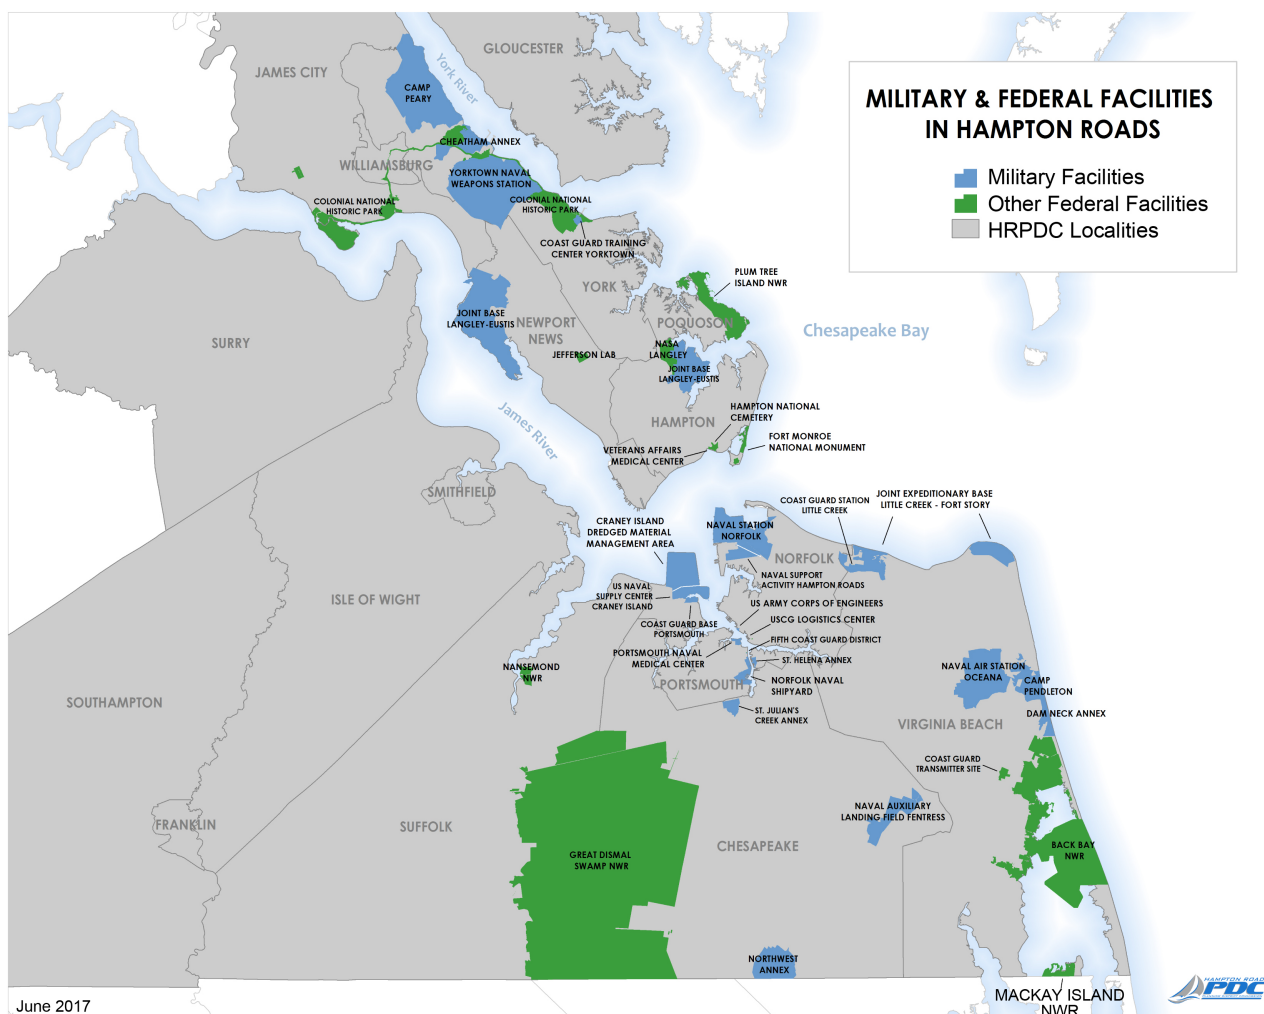 MILITARY & FEDERAL FACILITIES
IN HAMPTON ROADS
Military Facilities
Other Federal Facilities
HRPDC Localities
GLOUCESTER
JAMES CITY
York River
CAMP
PEARY
CHEATHAM ANNEX
WILLIAMSBURG
YORKTOWN NAVAL
WEAPONS STATION
COLONIAL NATIONAL
HISTORIC PARK
COLONIAL NATIONAL
HISTORIC PARK
COAST GUARD TRAINING
CENTER YORKTOWN
PLUM TREE
ISLAND NWR
YORK
JOINT BASE
LANGLEY-EUSTIS
NEWPORT
NEWS
POQUOSON
Chesapeake Bay
SURRY
JEFFERSON LAB
NASA
LANGLEY
JOINT BASE
LANGLEY-EUSTIS
James River
HAMPTON
HAMPTON NATIONAL
CEMETERY
FORT MONROE
NATIONAL MONUMENT
VETERANS AFFAIRS
MEDICAL CENTER
SMITHFIELD
COAST GUARD STATION
LITTLE CREEK
JOINT EXPEDITIONARY BASE
LITTLE CREEK - FORT STORY
CRANEY ISLAND
DREDGED MATERIAL
MANAGEMENT AREA
NAVAL STATION
NORFOLK
NORFOLK
NAVAL SUPPORT
ACTIVITY HAMPTON ROADS
US NAVAL
SUPPLY CENTER
CRANEY ISLAND
US ARMY CORPS OF ENGINEERS
ISLE OF WIGHT
COAST GUARD BASE
PORTSMOUTH
USCG LOGISTICS CENTER
FIFTH COAST GUARD DISTRICT
PORTSMOUTH NAVAL
MEDICAL CENTER
ST. HELENA ANNEX
NANSEMOND
NWR
PORTSMOUTH
NORFOLK NAVAL
SHIPYARD
NAVAL AIR STATION
OCEANA
CAMP
PENDLETON
SOUTHAMPTON
ST. JULIAN'S
CREEK ANNEX
DAM NECK ANNEX
VIRGINIA BEACH
COAST GUARD
TRANSMITTER SITE
NAVAL AUXILIARY
LANDING FIELD FENTRESS
FRANKLIN
SUFFOLK
CHESAPEAKE
GREAT DISMAL
SWAMP NWR
BACK BAY
NWR
NORTHWEST
ANNEX
MACKAY ISLAND
NWR
June 2017
HAMPTON ROADS
PDC